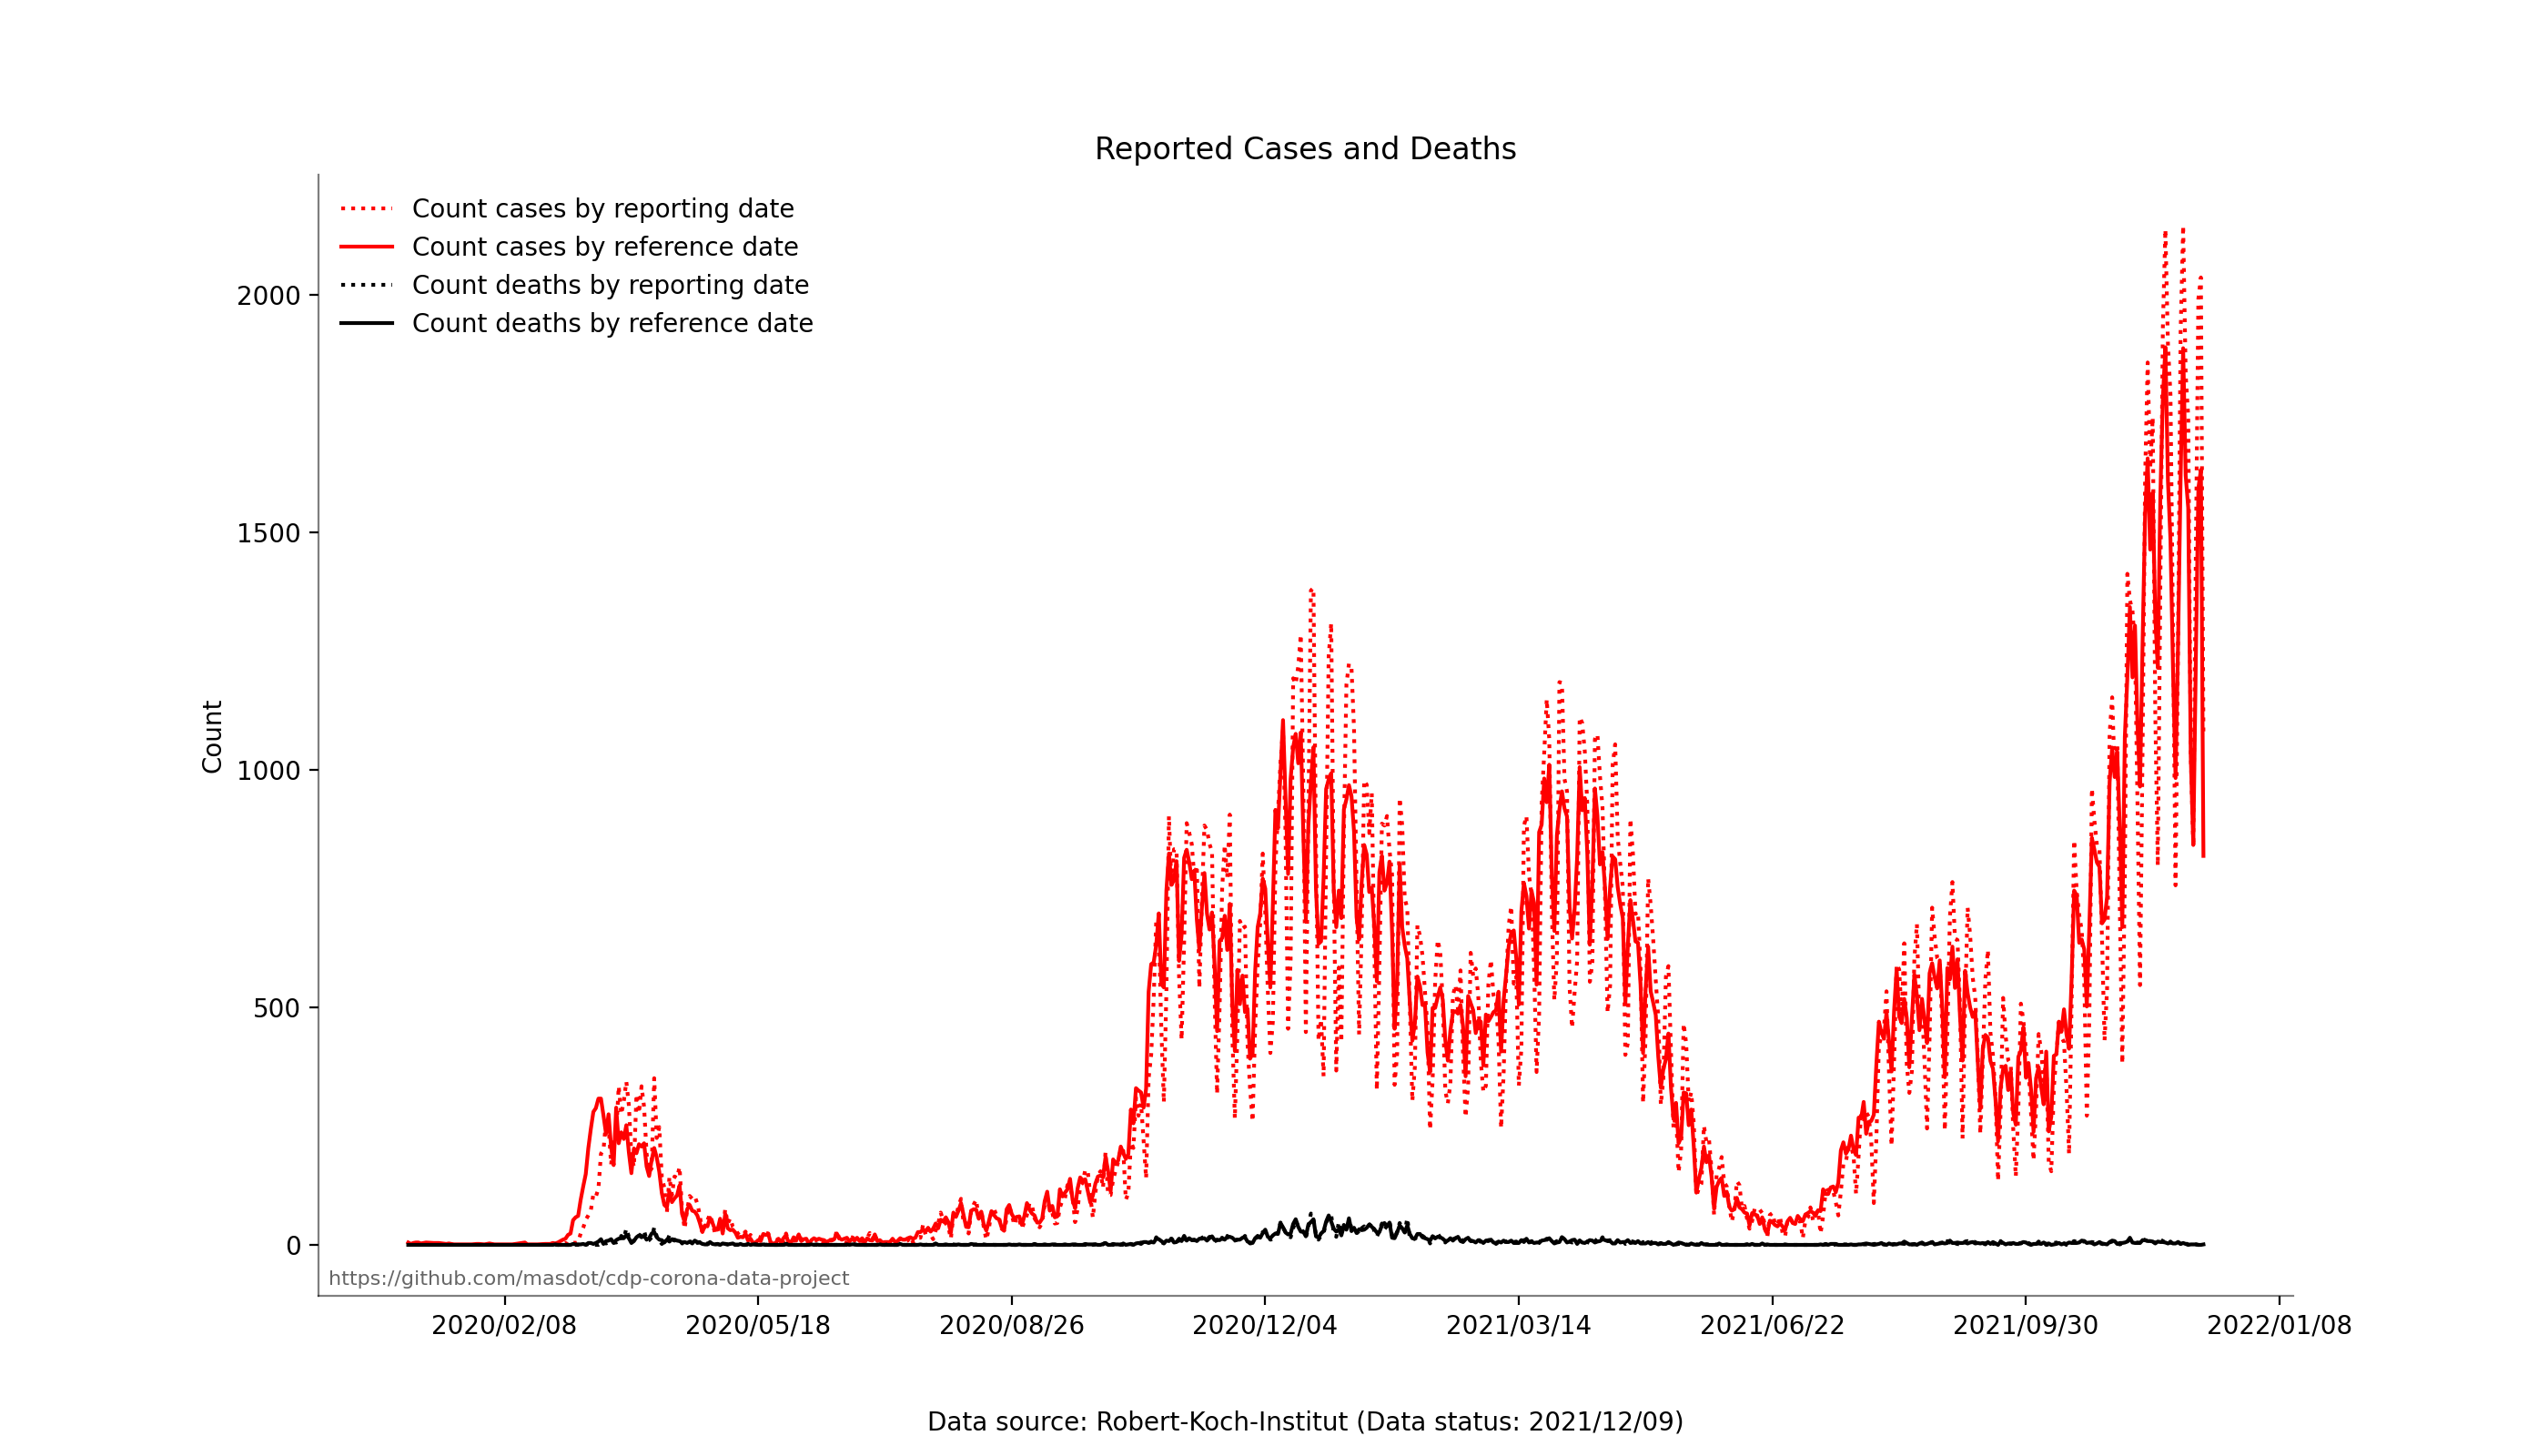 Reported Cases and Deaths
Count cases by reporting date
Count cases by reference date
Count deaths by reporting date
Count deaths by reference date
2000
1500
1000
500
0
Count
https://github.com/masdot/cdp-corona-data-project
2020/02/08 2020/05/18 2020/08/26 2020/12/04 2021/03/14 2021/06/22 2021/09/30 2022/01/08
Data source: Robert-Koch-Institut (Data status: 2021/12/09)